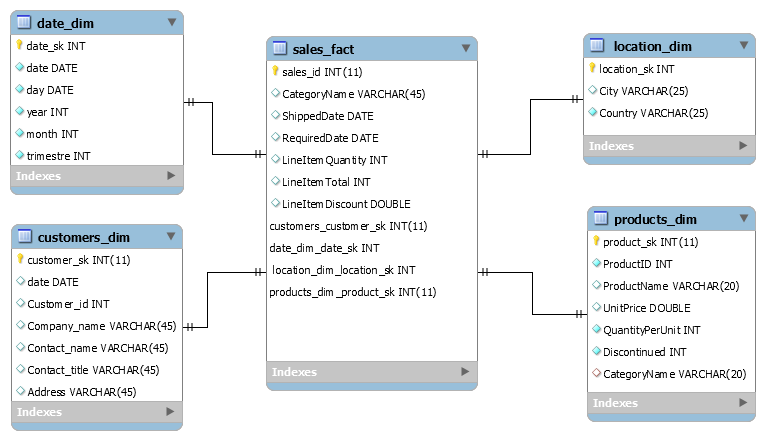 date_dim
date_sk INT
date DATE
day DATE
year INT
month INT
trimestre INT
Indexes
customers_dim
customer_sk INT(11)
date DATE
Customer_id INT
Company_name VARCHAR(45)
Contact_name VARCHAR(45)
Contact_title VARCHAR(45)
Address VARCHAR(45)
Indexes
sales_fact
sales_id INT(11)
CategoryName VARCHAR(45)
ShippedDate DATE
RequiredDate DATE
LineItemQuantity INT
LineItemTotal INT
LineItemDiscount DOUBLE
customers_customer_sk INT(11)
date_dim_date_sk INT
location_dim_location_sk INT
products_dim_product_sk INT(11)
Indexes
location_dim
location_sk INT
City VARCHAR(25)
Country VARCHAR(25)
Indexes
products_dim
product_sk INT(11)
ProductID INT
ProductName VARCHAR(20)
UnitPrice DOUBLE
QuantityPerUnit INT
Discontinued INT
CategoryName VARCHAR(20)
Indexes